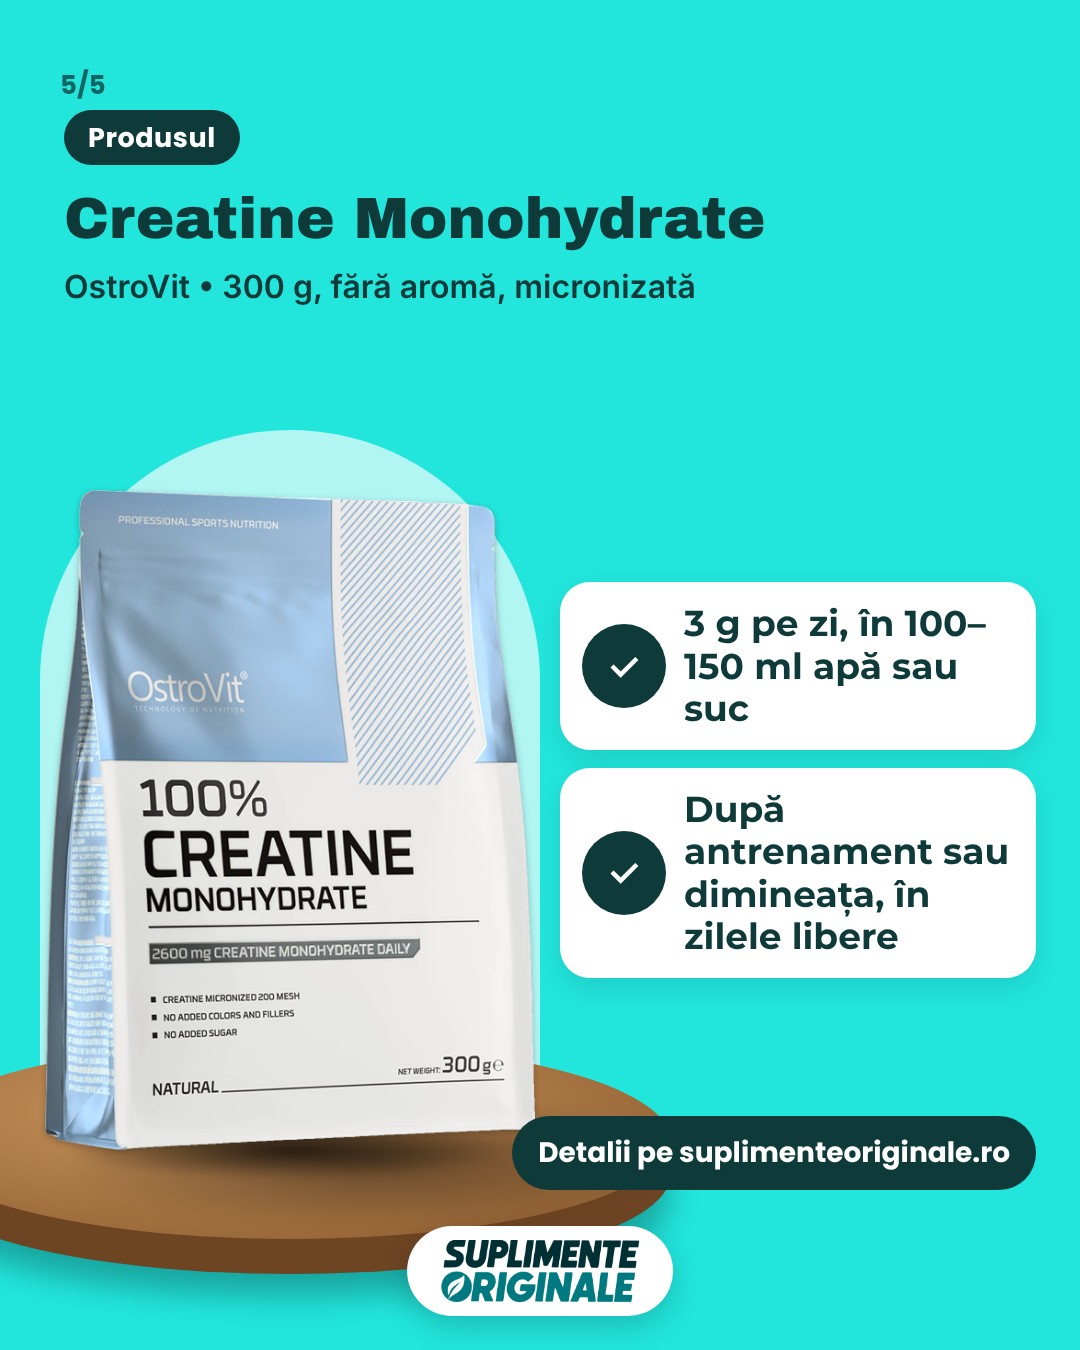 5/5
Produsul
Creatine Monohydrate
OstroVit • 300 g, fără aromă, micronizată
PROFESSIONAL SPORTS NUTRITION
OstroVit®
TECHNOLOGY OF NUTRITION
100%
CREATINE
MONOHYDRATE
2600 mg CREATINE MONOHYDRATE DAILY
CREATINE MICRONIZED 200 MESH
NO ADDED COLORS AND FILLERS
NO ADDED SUGAR
NET WEIGHT: 300 g e
NATURAL
3 g pe zi, în 100–
150 ml apă sau
suc
După
antrenament sau
dimineața, în
zilele libere
Detalii pe suplimenteoriginale.ro
SUPLIMENTE
ORIGINALE